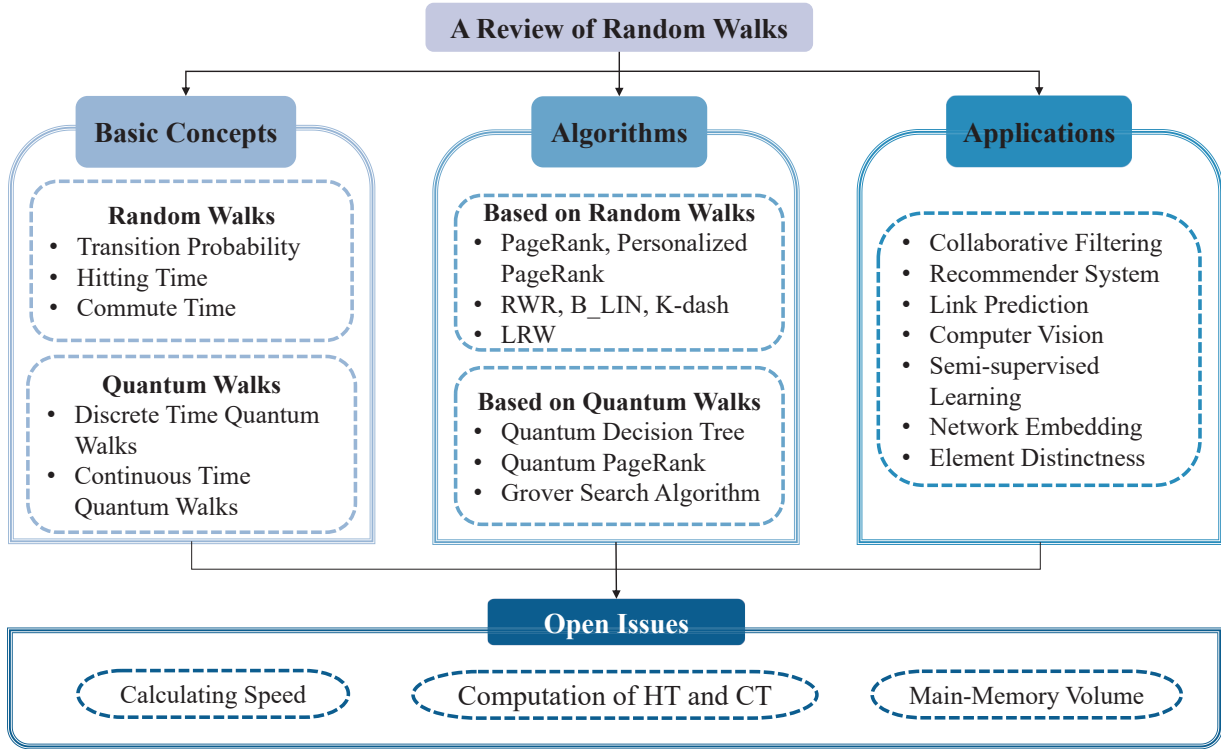 A Review of Random Walks
Basic Concepts
Random Walks
• Transition Probability
• Hitting Time
• Commute Time
Quantum Walks
• Discrete Time Quantum
Walks
• Continuous Time
Quantum Walks
Algorithms
Based on Random Walks
• PageRank, Personalized
PageRank
• RWR, B_LIN, K-dash
• LRW
Based on Quantum Walks
• Quantum Decision Tree
• Quantum PageRank
• Grover Search Algorithm
Applications
• Collaborative Filtering
• Recommender System
• Link Prediction
• Computer Vision
• Semi-supervised
Learning
• Network Embedding
• Element Distinctness
Open Issues
Calculating Speed
Computation of HT and CT
Main-Memory Volume